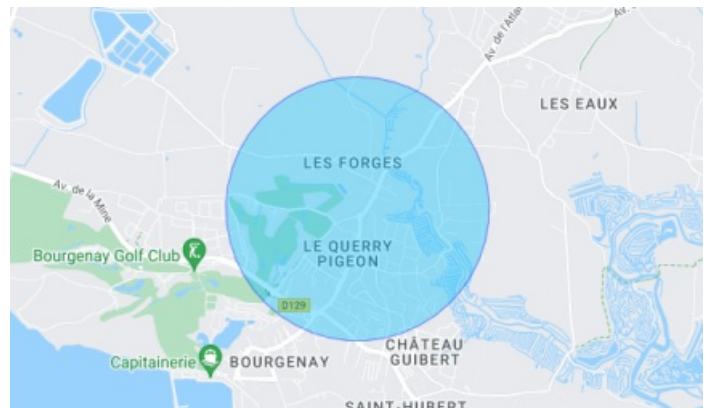 Av. de l'Atla
LES EAUX
LES FORGES
Av. de la Mine
Bourgenay Golf Club
LE QUERRY
PIGEON
D129
Capitainerie
BOURGENAY
CHÂTEAU
GUIBERT
SAINT-HUBERT